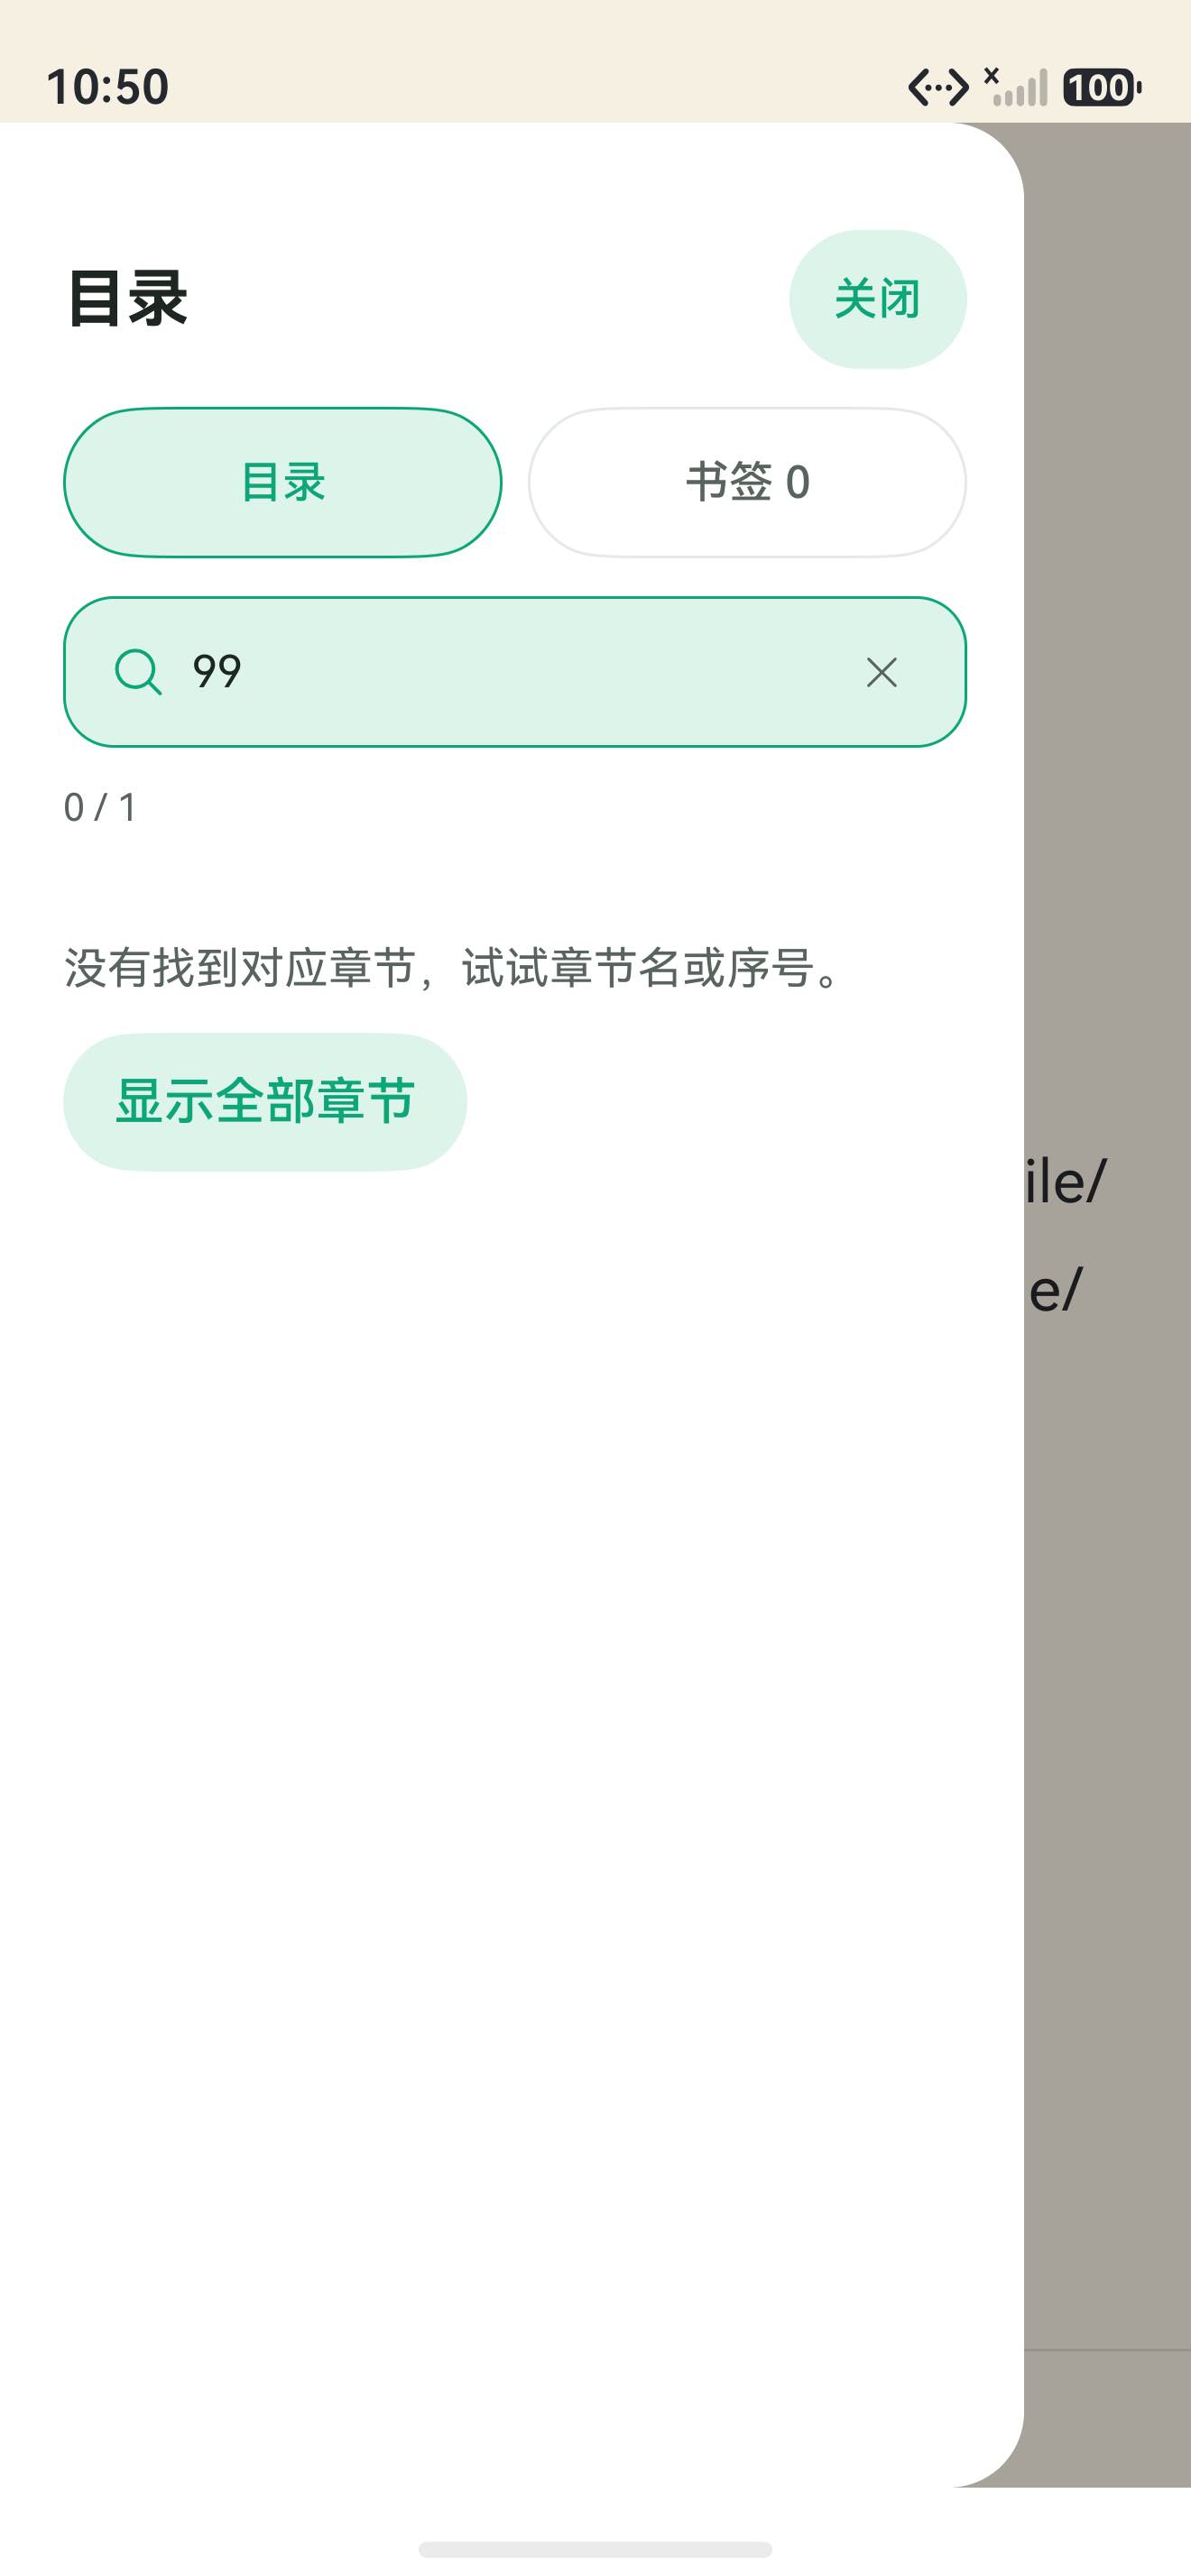 10:50
100
目录
关闭
目录
书签 0
99
0 / 1
没有找到对应章节，试试章节名或序号。
显示全部章节
ile/
e/